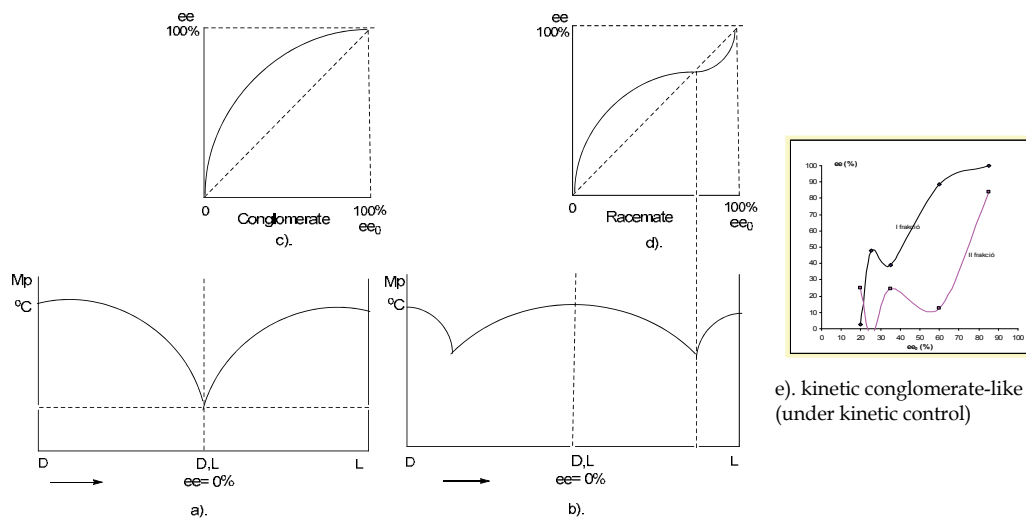 ee
100%
0
Conglomerate
100%
ee0
c).
ee
100%
0
Racemate
100%
ee0
d).
Mp
ºC
D
D,L
L
ee= 0%
a).
Mp
ºC
D
D,L
L
ee= 0%
b).
ee (%)
100
90
80
70
60
50
40
30
20
10
0
I frakció
II frakció
0 10 20 30 40 50 60 70 80 90 100
ee0 (%)
e). kinetic conglomerate-like
(under kinetic control)